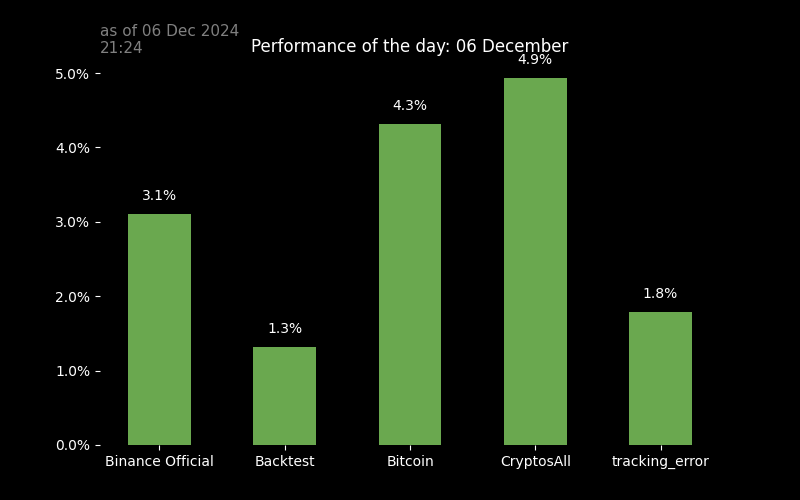 as of 06 Dec 2024
21:24
Performance of the day: 06 December
5.0%
4.0%
3.0%
2.0%
1.0%
0.0%
3.1%
1.3%
4.3%
4.9%
1.8%
Binance Official
Backtest
Bitcoin
CryptosAll
tracking_error